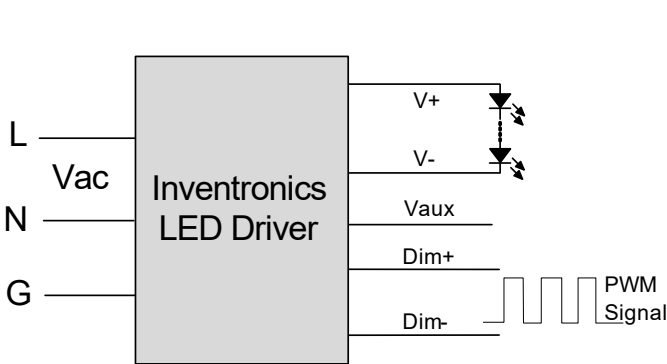 L
Vac
N
G
Inventronics
LED Driver
V+
V-
Vaux
Dim+
Dim-
PWM
Signal